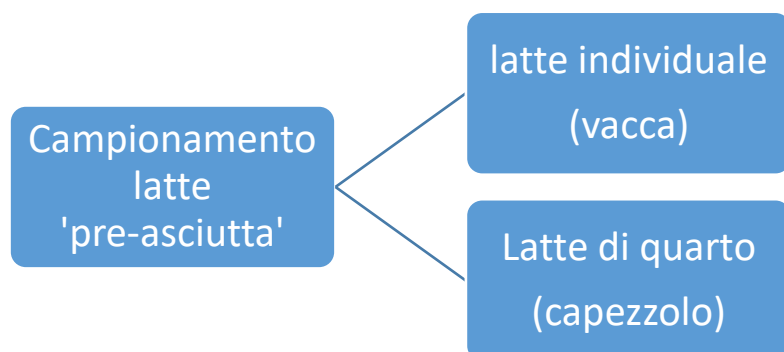 Campionamento
latte
'pre-asciutta'
latte individuale
(vacca)
Latte di quarto
(capezzolo)